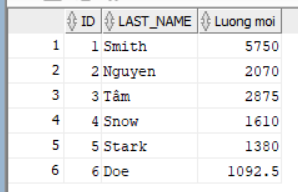 ID LAST_NAME Luong moi
1 1 Smith 5750
2 2 Nguyen 2070
3 3 Tâm 2875
4 4 Snow 1610
5 5 Stark 1380
6 6 Doe 1092.5